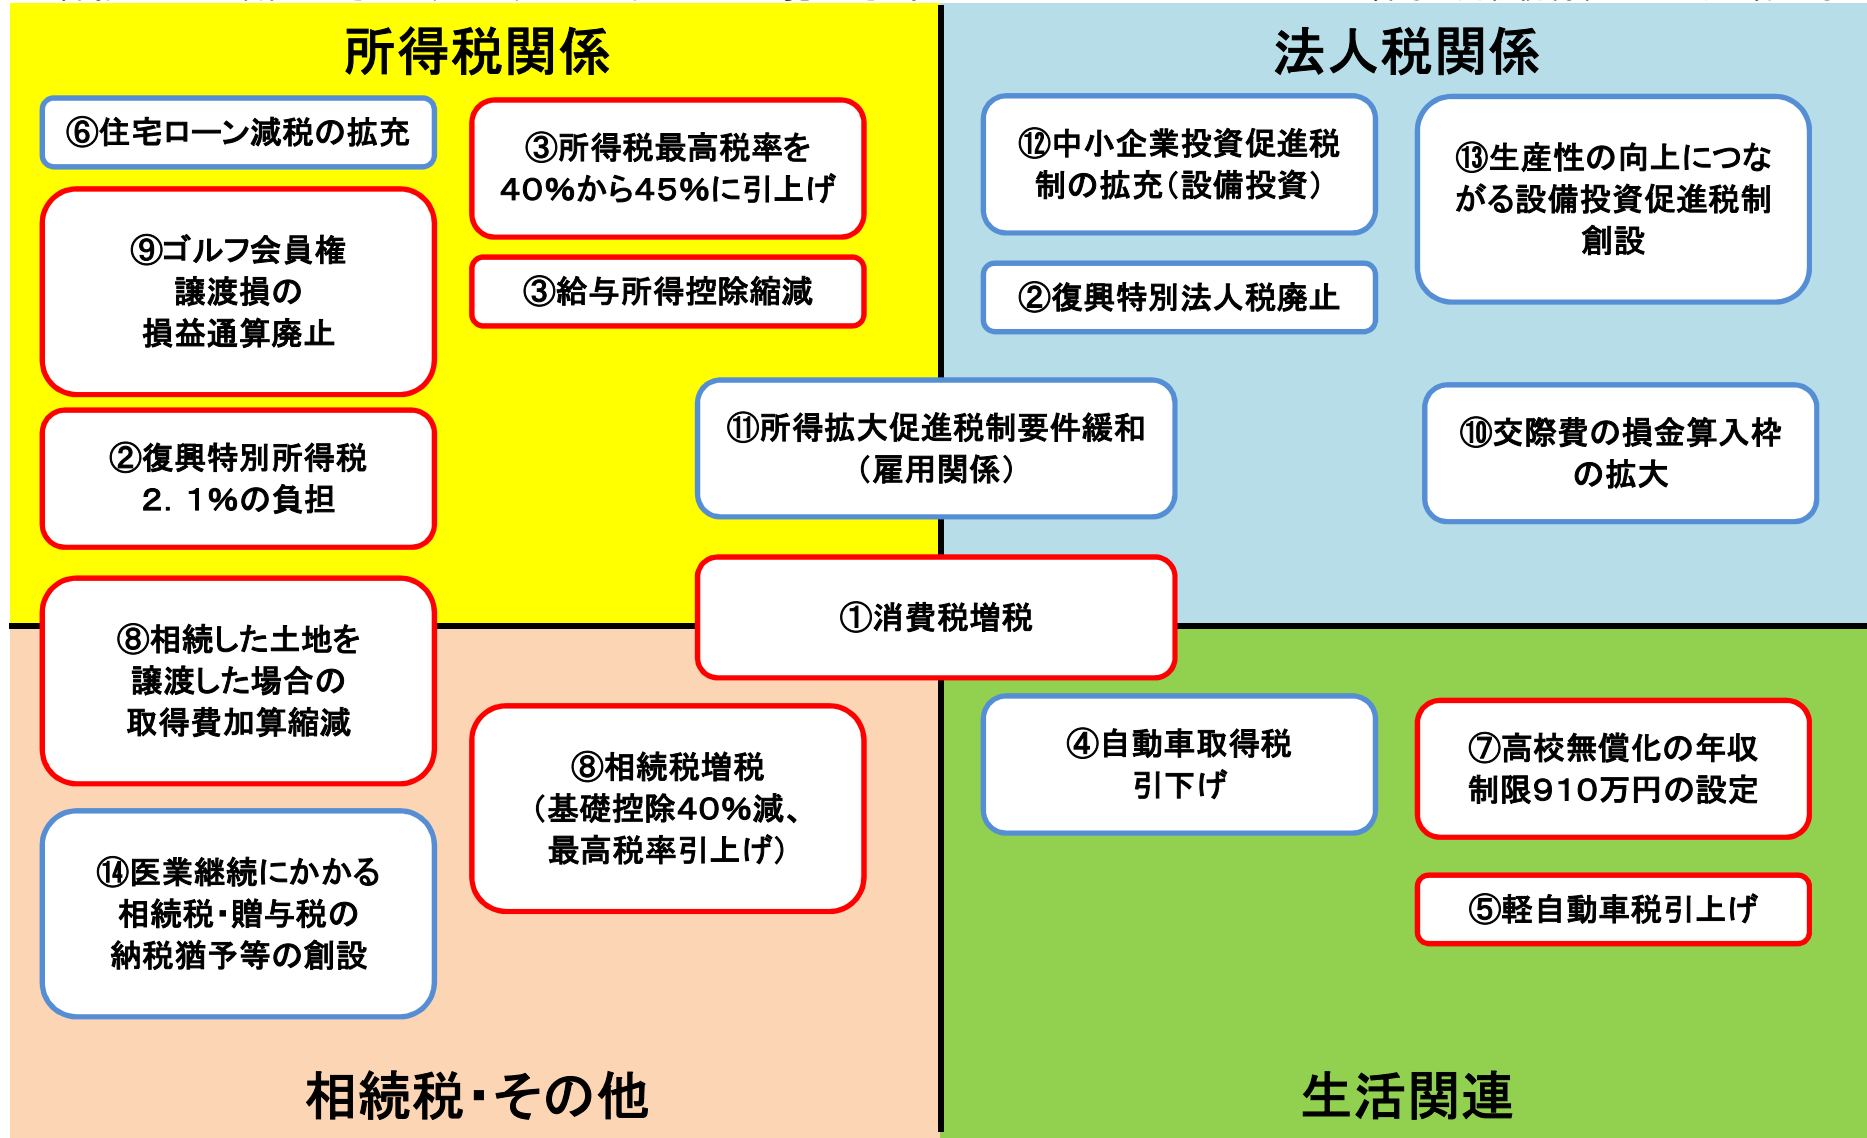 所得税関係
⑥住宅ローン減税の拡充
③所得税最高税率を
40%から45%に引上げ
⑨ゴルフ会員権
譲渡損の
損益通算廃止
③給与所得控除縮減
②復興特別所得税
2．1%の負担
法人税関係
⑫中小企業投資促進税
制の拡充（設備投資）
⑬生産性の向上につな
がる設備投資促進税制
創設
②復興特別法人税廃止
⑪所得拡大促進税制要件緩和
（雇用関係）
⑩交際費の損金算入枠
の拡大
①消費税増税
⑧相続した土地を
譲渡した場合の
取得費加算縮減
⑧相続税増税
（基礎控除40%減、
最高税率引上げ）
⑭医業継続にかかる
相続税・贈与税の
納税猶予等の創設
相続税・その他
④自動車取得税
引下げ
⑦高校無償化の年収
制限910万円の設定
⑤軽自動車税引上げ
生活関連